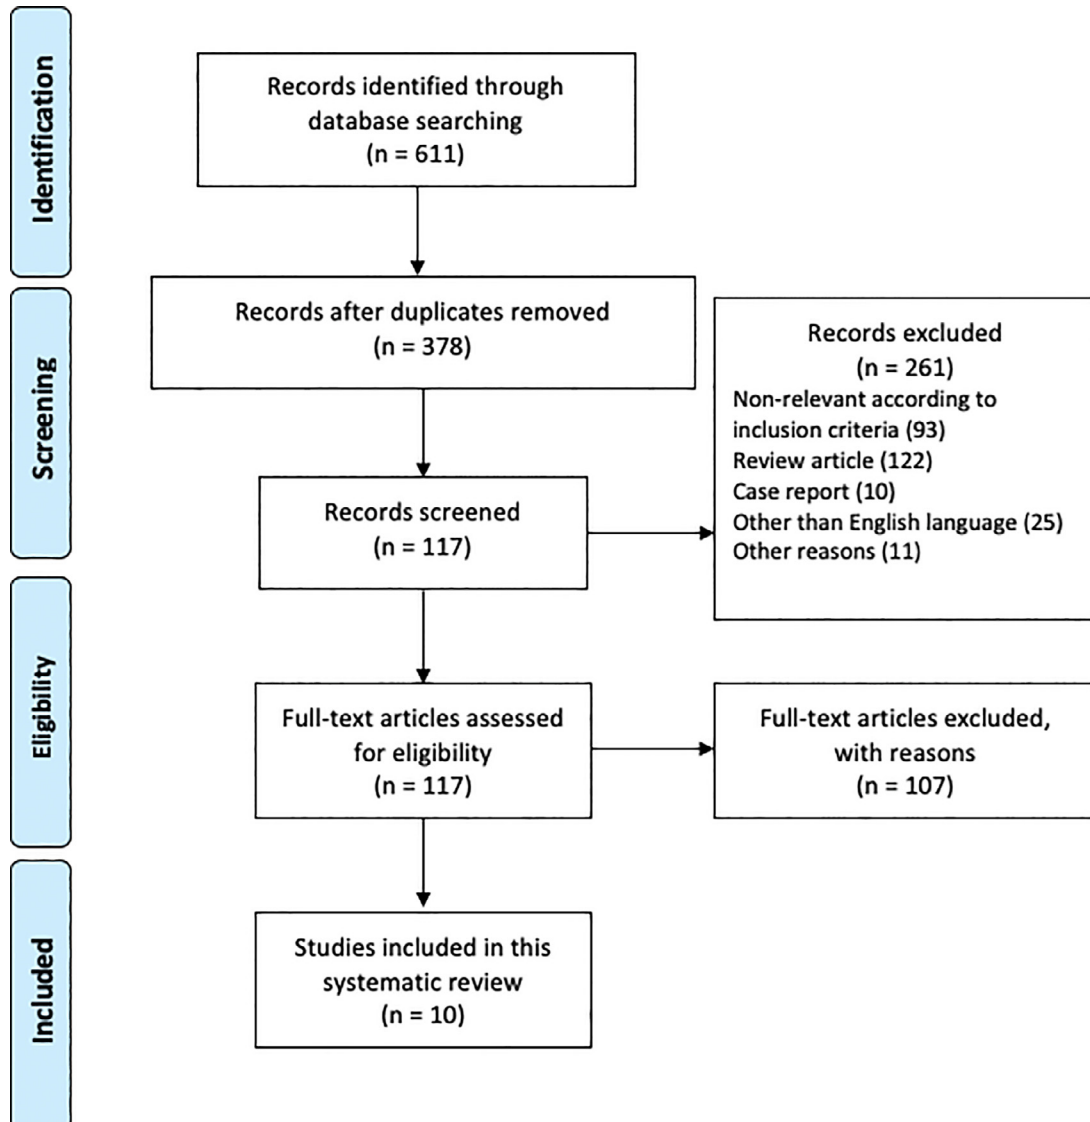 Identification
Records identified through
database searching
(n = 611)
Screening
Records after duplicates removed
(n = 378)
Records excluded
(n = 261)
Non-relevant according to
inclusion criteria (93)
Review article (122)
Case report (10)
Other than English language (25)
Other reasons (11)
Records screened
(n = 117)
Eligibility
Full-text articles assessed
for eligibility
(n = 117)
Full-text articles excluded,
with reasons
(n = 107)
Included
Studies included in this
systematic review
(n = 10)